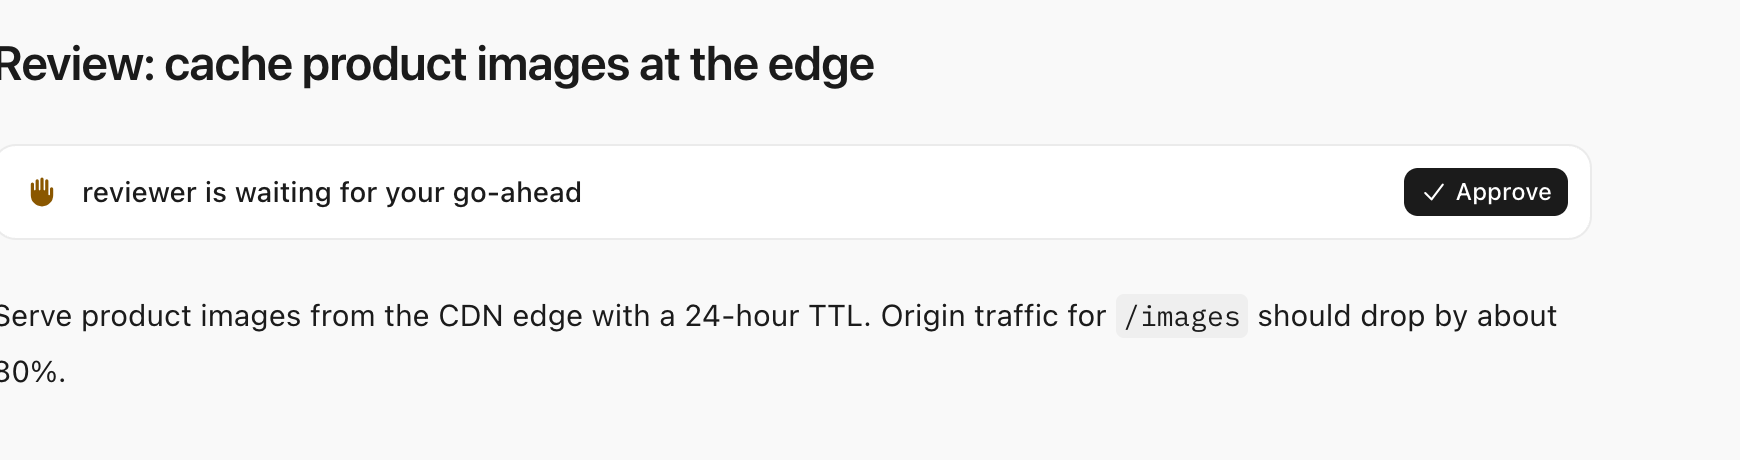 Review: cache product images at the edge
reviewer is waiting for your go-ahead
Approve
Serve product images from the CDN edge with a 24-hour TTL. Origin traffic for /images should drop by about
80%.